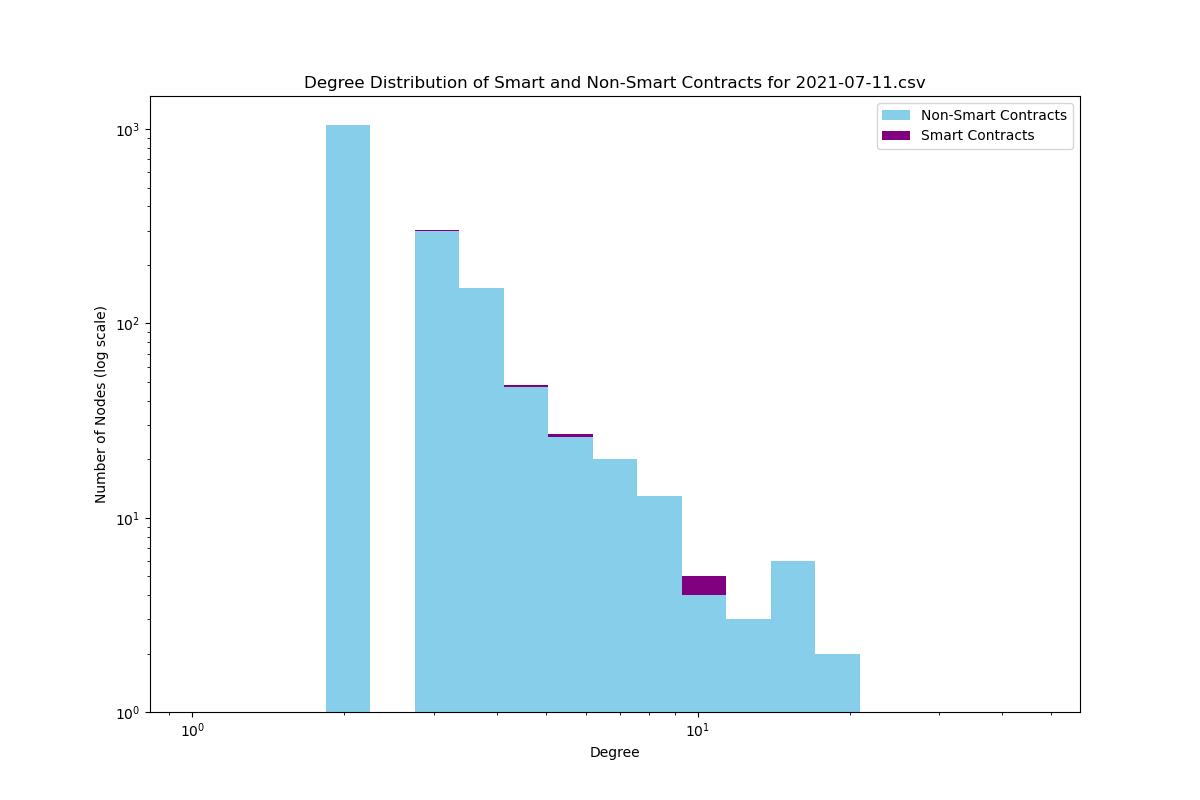 Degree Distribution of Smart and Non-Smart Contracts for 2021-07-11.csv
Non-Smart Contracts
Smart Contracts
Number of Nodes (log scale)
10³
10²
10¹
10⁰
10⁰ 10¹
Degree